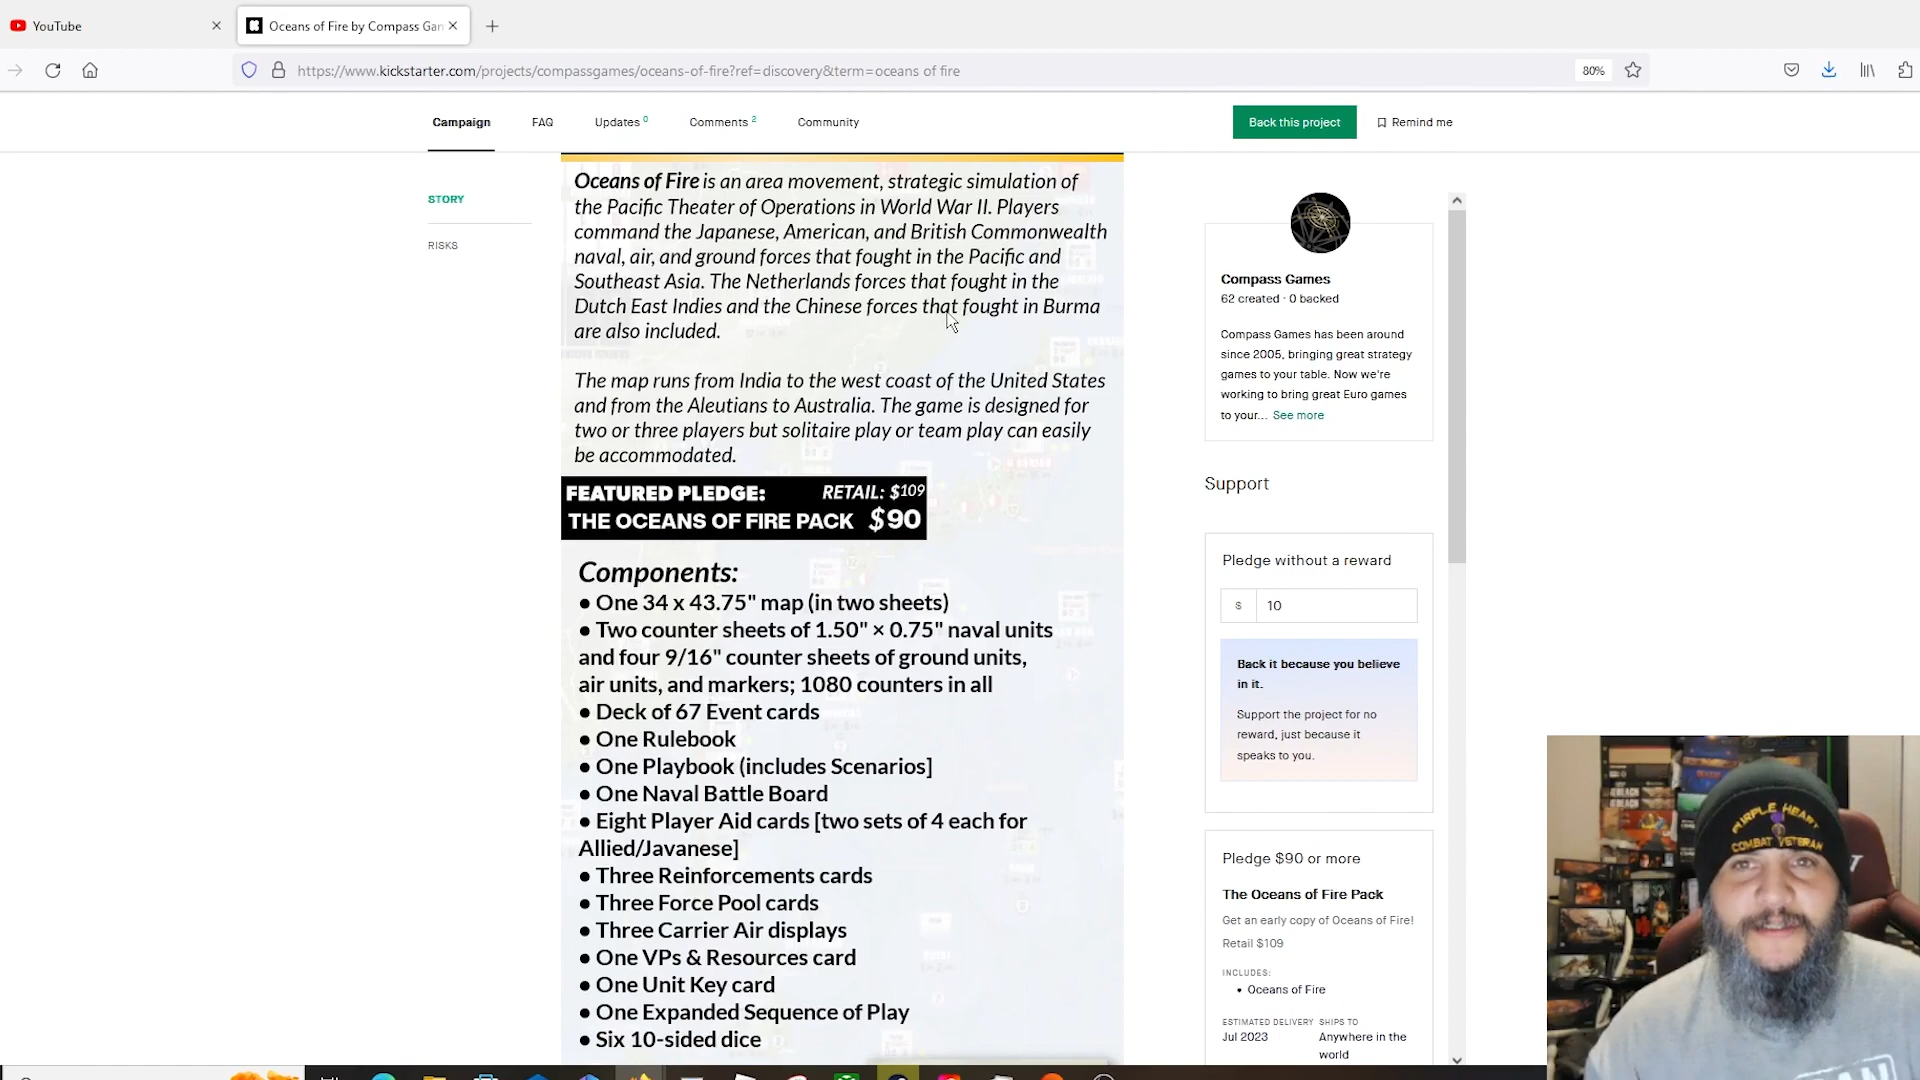 YouTube
Oceans of Fire by Compass Gam
https://www.kickstarter.com/projects/compassgames/oceans-of-fire?ref=discovery&term=oceans of fire
80%
Campaign
FAQ
Updates 0
Comments 2
Community
Back this project
Remind me
STORY
RISKS
Oceans of Fire is an area movement, strategic simulation of
the Pacific Theater of Operations in World War II. Players
command the Japanese, American, and British Commonwealth
naval, air, and ground forces that fought in the Pacific and
Southeast Asia. The Netherlands forces that fought in the
Dutch East Indies and the Chinese forces that fought in Burma
are also included.
The map runs from India to the west coast of the United States
and from the Aleutians to Australia. The game is designed for
two or three players but solitaire play or team play can easily
be accommodated.
FEATURED PLEDGE: RETAIL: $109
THE OCEANS OF FIRE PACK $90
Components:
● One 34 x 43.75" map (in two sheets)
● Two counter sheets of 1.50" × 0.75" naval units
and four 9/16" counter sheets of ground units,
air units, and markers; 1080 counters in all
● Deck of 67 Event cards
● One Rulebook
● One Playbook (includes Scenarios]
● One Naval Battle Board
● Eight Player Aid cards [two sets of 4 each for
Allied/Javanese]
● Three Reinforcements cards
● Three Force Pool cards
● Three Carrier Air displays
● One VPs & Resources card
● One Unit Key card
● One Expanded Sequence of Play
● Six 10-sided dice
Compass Games
62 created · 0 backed
Compass Games has been around
since 2005, bringing great strategy
games to your table. Now we're
working to bring great Euro games
to your... See more
Support
Pledge without a reward
$ 10
Back it because you believe
in it.
Support the project for no
reward, just because it
speaks to you.
Pledge $90 or more
The Oceans of Fire Pack
Get an early copy of Oceans of Fire!
Retail $109
INCLUDES:
• Oceans of Fire
ESTIMATED DELIVERY SHIPS TO
Jul 2023 Anywhere in the
world
PURPLE HEART
COMBAT VETERAN